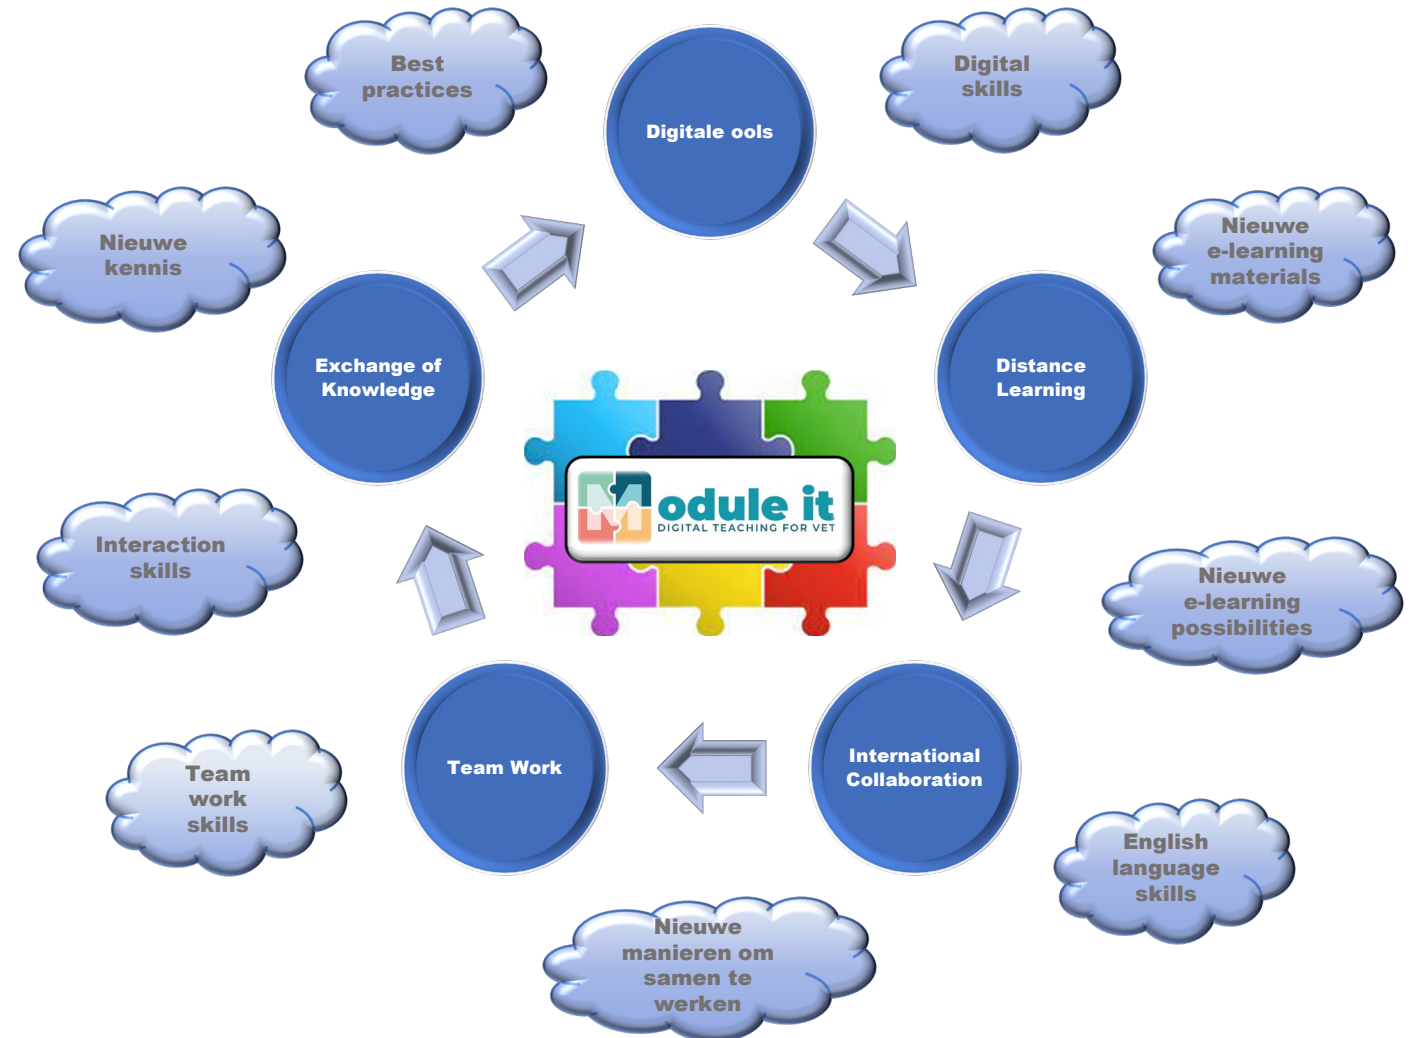 Best
practices
Digitale ools
Digital
skills
Nieuwe
kennis
Nieuwe
e-learning
materials
Exchange of
Knowledge
Distance
Learning
Module it
DIGITAL TEACHING FOR VET
Interaction
skills
Nieuwe
e-learning
possibilities
Team Work
International
Collaboration
Team
work
skills
English
language
skills
Nieuwe
manieren om
samen te
werken